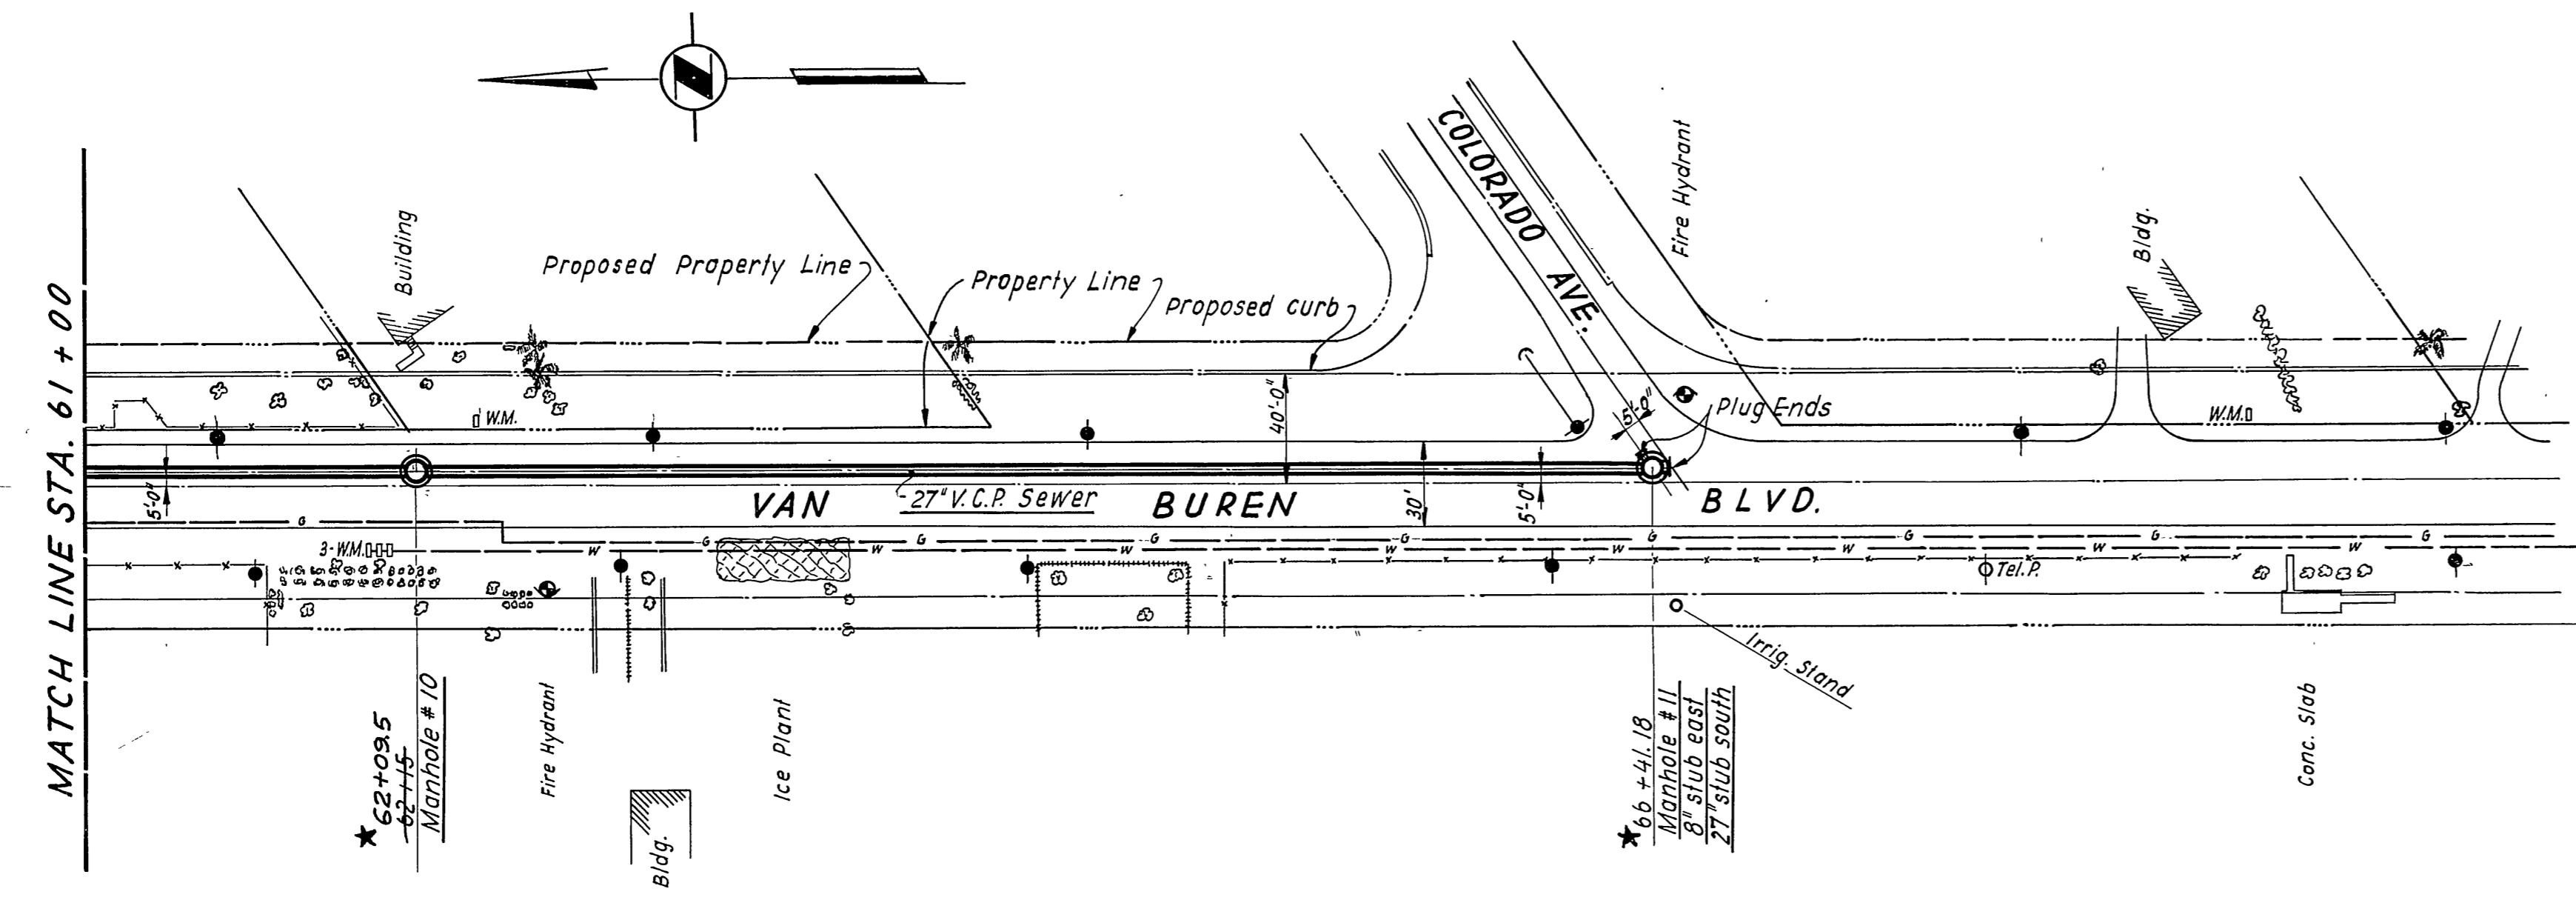 N
MATCH LINE STA. 61 + 00
Building
Proposed Property Line
Property Line
Proposed curb
COLORADO AVE.
Fire Hydrant
Bldg.
W.M.
40'-0"
5'-0"
Plug Ends
W.M.
5'-0"
VAN BUREN BLVD.
27" V.C.P. Sewer
30'
5'-0"
G
G
G
G
G
G
G
G
G
3-W.M.
W
W
W
W
W
W
W
W
Tel. P.
Irrig. Stand
★ 62+09.5
62+15
Manhole # 10
Fire Hydrant
Bldg.
Ice Plant
★ 66 + 41.18
Manhole # 11
8" stub east
27" stub south
Conc. Slab